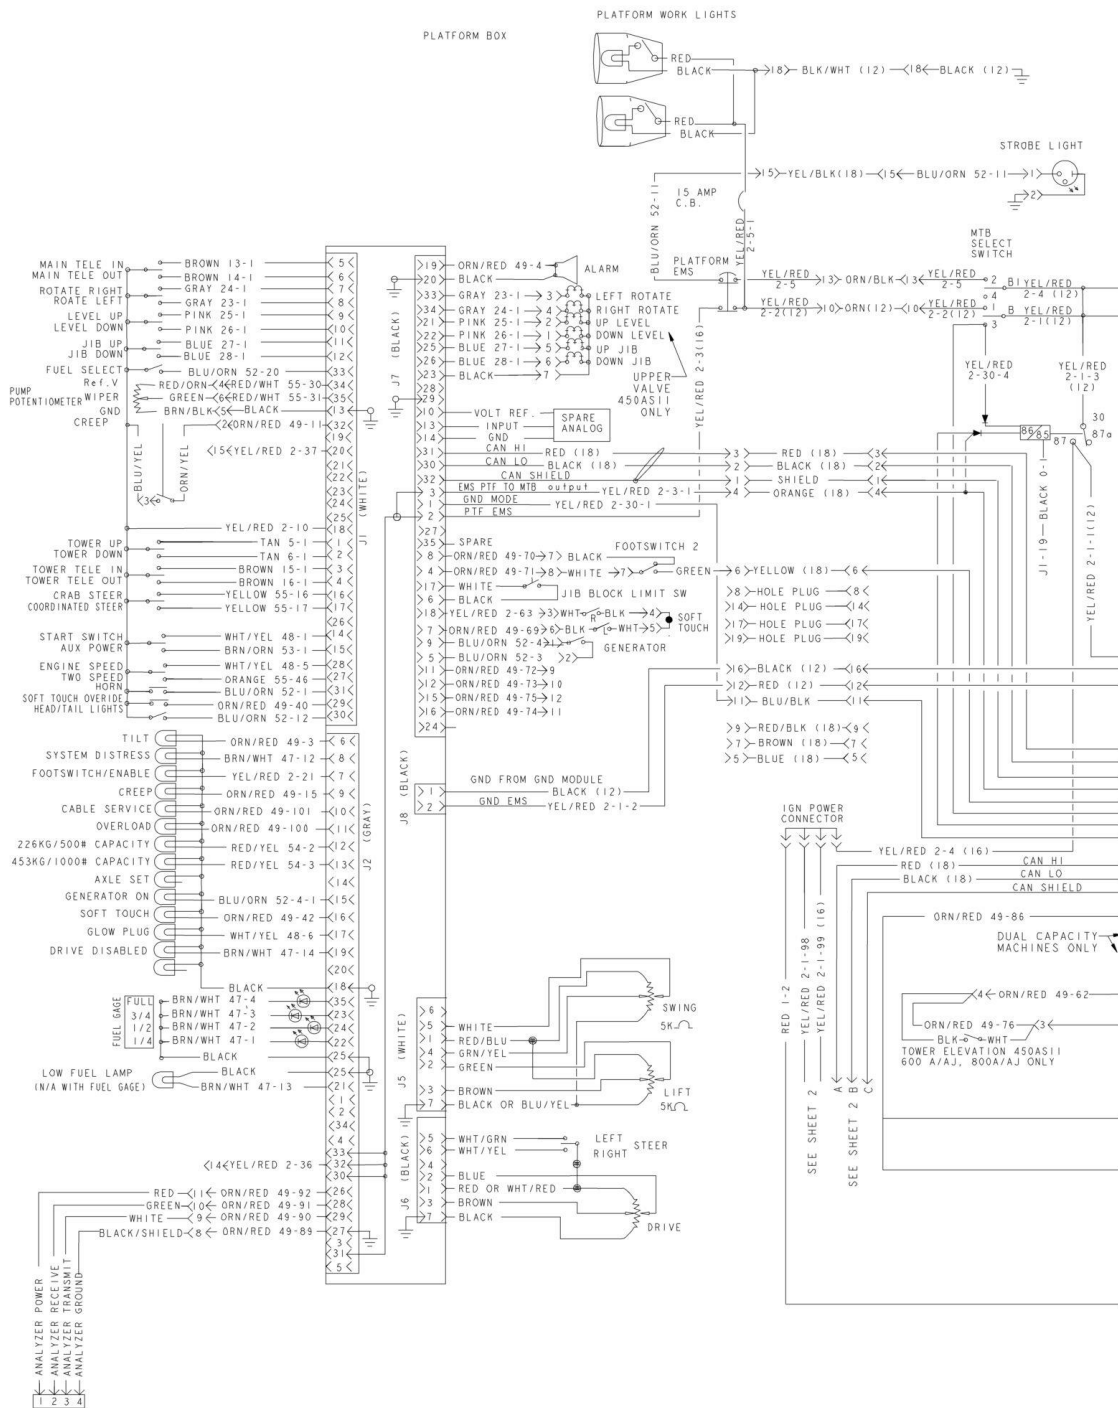 PLATFORM WORK LIGHTS
PLATFORM BOX
RED
BLACK
18 BLK/WHT (12) 18 BLACK (12)
RED
BLACK
STROBE LIGHT
15 YEL/BLK(18) 15 BLU/ORN 52-11 1
2
BLU/ORN 52-11
15 AMP
C.B.
YEL/RED
2-5-1
PLATFORM
EMS
MTB
SELECT
SWITCH
YEL/RED
2-5
13 ORN/BLK 13
YEL/RED
2-5
2
4
1
3
YEL/RED
2-2(12)
10 ORN(12) 10
YEL/RED
2-2(12)
B1 YEL/RED
2-4 (12)
B YEL/RED
2-1(12)
YEL/RED
2-30-4
YEL/RED
2-1-3
(12)
30
87a
87
86
85
J1-19 BLACK 0-1
YEL/RED 2-1-1(12)
YEL/RED 2-3(16)
MAIN TELE IN BROWN 13-1 5
MAIN TELE OUT BROWN 14-1 6
ROTATE RIGHT GRAY 24-1 7
ROATE LEFT GRAY 23-1 8
LEVEL UP PINK 25-1 9
LEVEL DOWN PINK 26-1 10
JIB UP BLUE 27-1 11
JIB DOWN BLUE 28-1 12
FUEL SELECT BLU/ORN 52-20 33
PUMP
POTENTIOMETER
Ref.V RED/ORN 4 RED/WHT 55-30 34
WIPER GREEN 6 RED/WHT 55-31 35
GND BRN/BLK 5 BLACK 13
CREEP 2 ORN/RED 49-11 32
19
15 YEL/RED 2-37 20
21
22
23
24
25
BLU/YEL
ORN/YEL
3
J1 (WHITE)
YEL/RED 2-10 18
TOWER UP TAN 5-1 1
TOWER DOWN TAN 6-1 2
TOWER TELE IN BROWN 15-1 3
TOWER TELE OUT BROWN 16-1 4
CRAB STEER YELLOW 55-16 16
COORDINATED STEER YELLOW 55-17 17
26
START SWITCH WHT/YEL 48-1 14
AUX POWER BRN/ORN 53-1 15
ENGINE SPEED WHT/YEL 48-5 28
TWO SPEED ORANGE 55-46 27
HORN BLU/ORN 52-1 31
SOFT TOUCH OVERIDE ORN/RED 49-40 29
HEAD/TAIL LIGHTS BLU/ORN 52-12 30
TILT ORN/RED 49-3 6
SYSTEM DISTRESS BRN/WHT 47-12 8
FOOTSWITCH/ENABLE YEL/RED 2-21 7
CREEP ORN/RED 49-15 9
CABLE SERVICE ORN/RED 49-101 10
OVERLOAD ORN/RED 49-100 11
226KG/500# CAPACITY RED/YEL 54-2 12
453KG/1000# CAPACITY RED/YEL 54-3 13
AXLE SET 14
GENERATOR ON BLU/ORN 52-4-1 15
SOFT TOUCH ORN/RED 49-42 16
GLOW PLUG WHT/YEL 48-6 17
DRIVE DISABLED BRN/WHT 47-14 19
20
J2 (GRAY)
BLACK 18
FUEL GAGE
FULL BRN/WHT 47-4 35
3/4 BRN/WHT 47-3 23
1/2 BRN/WHT 47-2 24
1/4 BRN/WHT 47-1 22
BLACK 25
LOW FUEL LAMP BLACK 25
(N/A WITH FUEL GAGE) BRN/WHT 47-13 21
1
2
34
4
33
14 YEL/RED 2-36 32
30
RED 11 ORN/RED 49-92 26
GREEN 10 ORN/RED 49-91 28
WHITE 9 ORN/RED 49-90 29
BLACK/SHIELD 8 ORN/RED 49-89 27
3
31
5
ANALYZER POWER
ANALYZER RECEIVE
ANALYZER TRANSMIT
ANALYZER GROUND
1 2 3 4
J7 (BLACK)
19 ORN/RED 49-4 ALARM
20 BLACK
33 GRAY 23-1 3 LEFT ROTATE
34 GRAY 24-1 4 RIGHT ROTATE
21 PINK 25-1 2 UP LEVEL
22 PINK 26-1 1 DOWN LEVEL
25 BLUE 27-1 5 UP JIB
26 BLUE 28-1 6 DOWN JIB
23 BLACK 7
28
29
UPPER
VALVE
450ASII
ONLY
10 VOLT REF.
13 INPUT
14 GND
SPARE
ANALOG
31 CAN HI RED (18) 3 RED (18) 3
30 CAN LO BLACK (18) 2 BLACK (18) 2
32 CAN SHIELD 1 SHIELD 1
3 EMS PTF TO MTB output YEL/RED 2-3-1 4 ORANGE (18) 4
1 GND MODE YEL/RED 2-30-1
2 PTF EMS
27
35 SPARE
8 ORN/RED 49-70 7 BLACK FOOTSWITCH 2
4 ORN/RED 49-71 8 WHITE 7 GREEN 6 YELLOW (18) 6
17 WHITE
6 BLACK JIB BLOCK LIMIT SW
18 YEL/RED 2-63 3 WHT R BLK 4 SOFT
7 ORN/RED 49-69 6 BLK L WHT 5 TOUCH
9 BLU/ORN 52-4 1 GENERATOR
5 BLU/ORN 52-3 2
11 ORN/RED 49-72 9
12 ORN/RED 49-73 10
15 ORN/RED 49-75 12
16 ORN/RED 49-74 11
24
8 HOLE PLUG 8
14 HOLE PLUG 14
17 HOLE PLUG 17
19 HOLE PLUG 19
16 BLACK (12) 16
12 RED (12) 12
11 BLU/BLK 11
9 RED/BLK (18) 9
7 BROWN (18) 7
5 BLUE (18) 5
J8 (BLACK)
GND FROM GND MODULE
1 BLACK (12)
2 GND EMS YEL/RED 2-1-2
IGN POWER
CONNECTOR
YEL/RED 2-4 (16)
RED (18) CAN HI
BLACK (18) CAN LO
CAN SHIELD
ORN/RED 49-86
DUAL CAPACITY
MACHINES ONLY
4 ORN/RED 49-62
ORN/RED 49-76 3
BLK WHT
TOWER ELEVATION 450ASII
600 A/AJ, 800A/AJ ONLY
RED 1-2
YEL/RED 2-1-98
YEL/RED 2-1-99 (16)
SEE SHEET 2
A
B
C
SEE SHEET 2
J5 (WHITE)
6
5 WHITE
1 RED/BLU
4 GRN/YEL
2 GREEN
3 BROWN
7 BLACK OR BLU/YEL
SWING
5KΩ
LIFT
5KΩ
J6 (BLACK)
5 WHT/GRN LEFT
6 WHT/YEL RIGHT
STEER
4
2 BLUE
1 RED OR WHT/RED
3 BROWN
7 BLACK
DRIVE